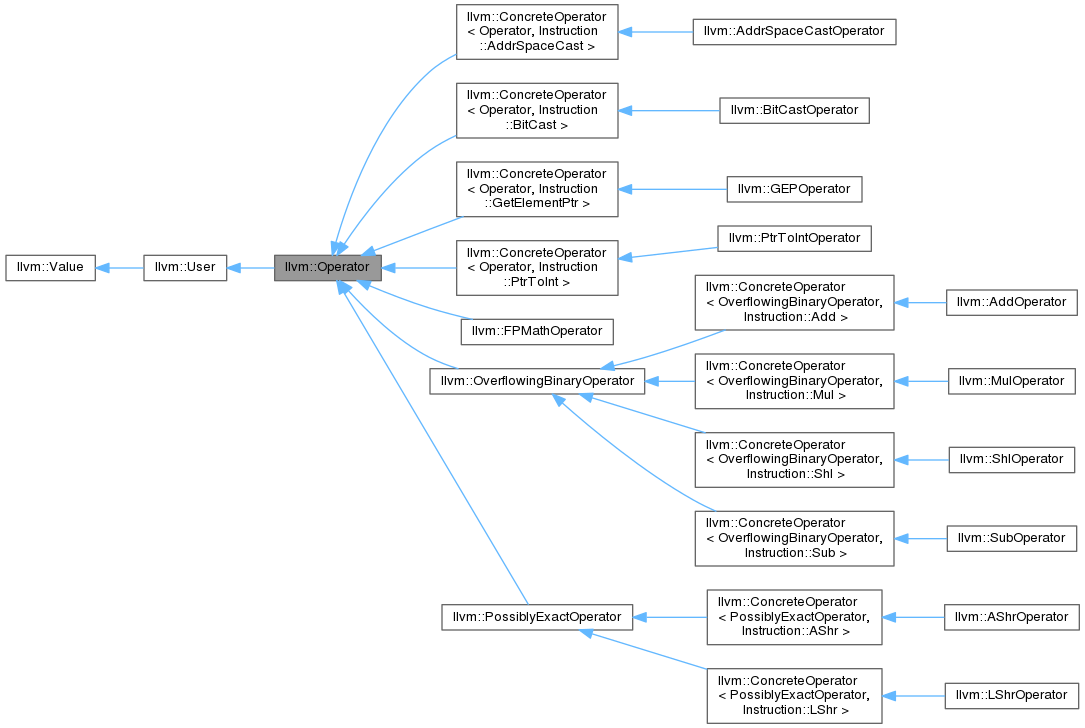 llvm::ConcreteOperator
< Operator, Instruction
::AddrSpaceCast >
llvm::AddrSpaceCastOperator
llvm::ConcreteOperator
< Operator, Instruction
::BitCast >
llvm::BitCastOperator
llvm::ConcreteOperator
< Operator, Instruction
::GetElementPtr >
llvm::GEPOperator
llvm::Value
llvm::User
llvm::Operator
llvm::ConcreteOperator
< Operator, Instruction
::PtrToInt >
llvm::PtrToIntOperator
llvm::FPMathOperator
llvm::OverflowingBinaryOperator
llvm::ConcreteOperator
< OverflowingBinaryOperator,
Instruction::Add >
llvm::AddOperator
llvm::ConcreteOperator
< OverflowingBinaryOperator,
Instruction::Mul >
llvm::MulOperator
llvm::ConcreteOperator
< OverflowingBinaryOperator,
Instruction::Shl >
llvm::ShlOperator
llvm::ConcreteOperator
< OverflowingBinaryOperator,
Instruction::Sub >
llvm::SubOperator
llvm::PossiblyExactOperator
llvm::ConcreteOperator
< PossiblyExactOperator,
Instruction::AShr >
llvm::AShrOperator
llvm::ConcreteOperator
< PossiblyExactOperator,
Instruction::LShr >
llvm::LShrOperator